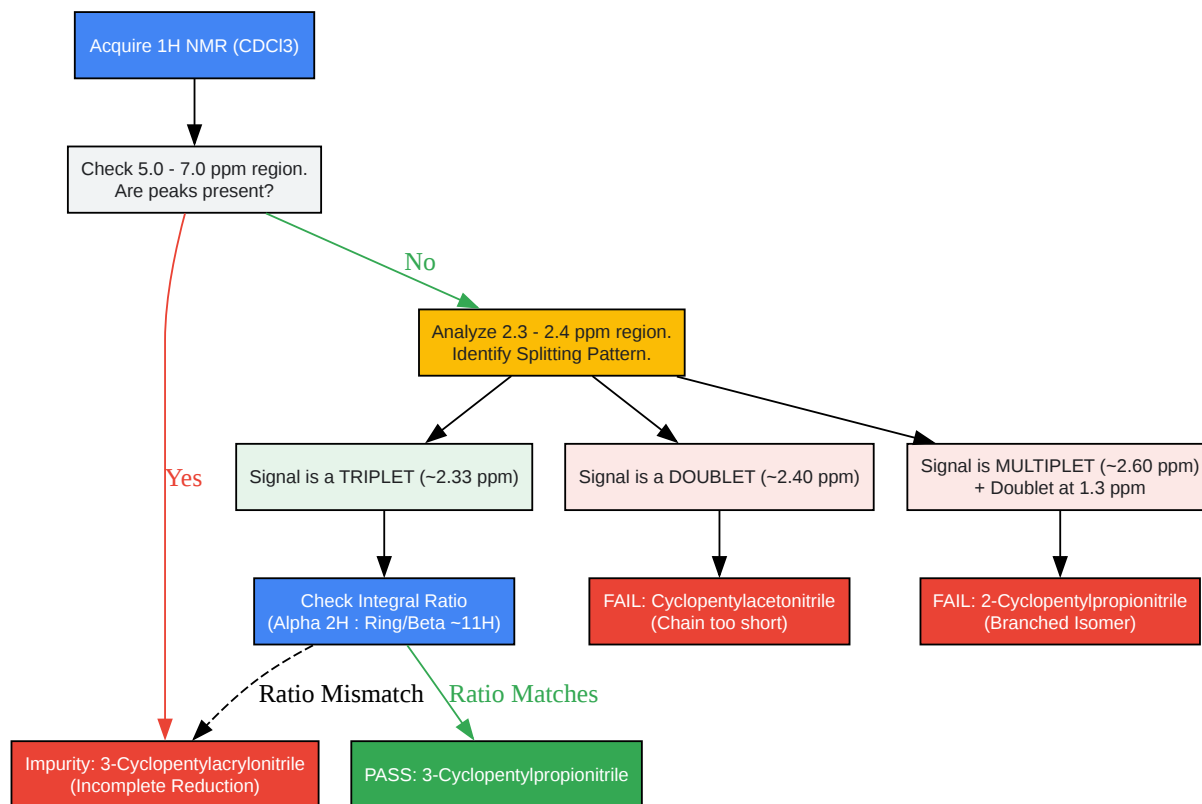 Acquire 1H NMR (CDCl3)
Check 5.0 - 7.0 ppm region.
Are peaks present?
No
Analyze 2.3 - 2.4 ppm region.
Identify Splitting Pattern.
Yes
Signal is a TRIPLET (~2.33 ppm)
Signal is a DOUBLET (~2.40 ppm)
Signal is MULTIPLET (~2.60 ppm)
+ Doublet at 1.3 ppm
Check Integral Ratio
(Alpha 2H : Ring/Beta ~11H)
FAIL: Cyclopentylacetonitrile
(Chain too short)
FAIL: 2-Cyclopentylpropionitrile
(Branched Isomer)
Ratio Mismatch
Ratio Matches
Impurity: 3-Cyclopentylacrylonitrile
(Incomplete Reduction)
PASS: 3-Cyclopentylpropionitrile